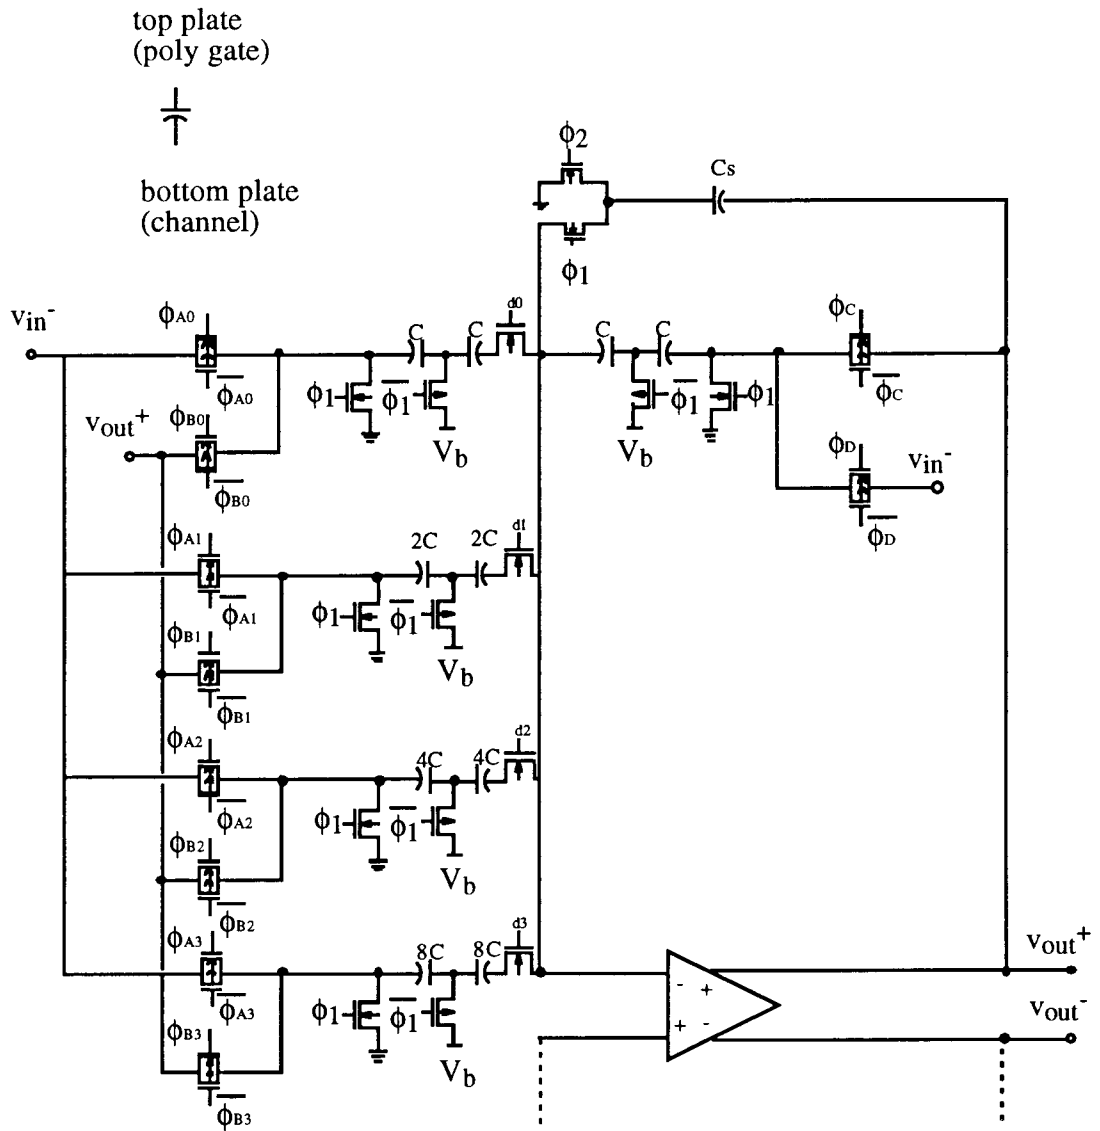 top plate
(poly gate)
bottom plate
(channel)
ϕ2
Cs
ϕ1
vin-
ϕA0
ϕA0
C
C
d0
C
C
ϕC
ϕC
ϕ1
ϕ1
Vb
ϕ1
ϕ1
Vb
vout+
ϕB0
ϕB0
ϕD
vin-
ϕD
ϕA1
ϕA1
2C
2C
d1
ϕ1
ϕ1
Vb
ϕB1
ϕB1
ϕA2
ϕA2
4C
4C
d2
ϕ1
ϕ1
Vb
ϕB2
ϕB2
ϕA3
ϕA3
8C
8C
d3
ϕ1
ϕ1
Vb
ϕB3
ϕB3
- +
+ -
vout+
vout-